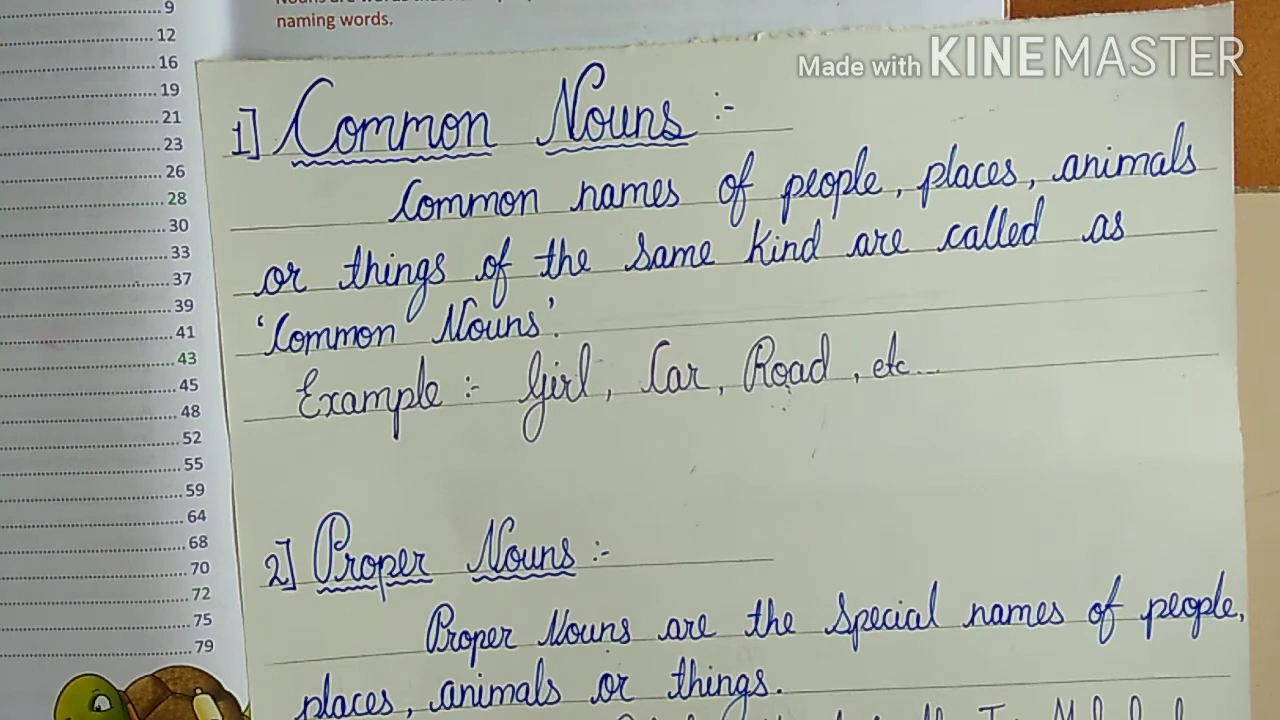 9
12
16
19
21
23
26
28
30
33
37
39
41
43
45
48
52
55
59
64
68
70
72
75
79
naming words.
Made with KINEMASTER
1] Common Nouns :-
Common names of people, places, animals
or things of the same kind are called as
'Common Nouns'.
Example :- Girl, Car, Road, etc...
2] Proper Nouns :-
Proper Nouns are the special names of people,
places, animals or things.